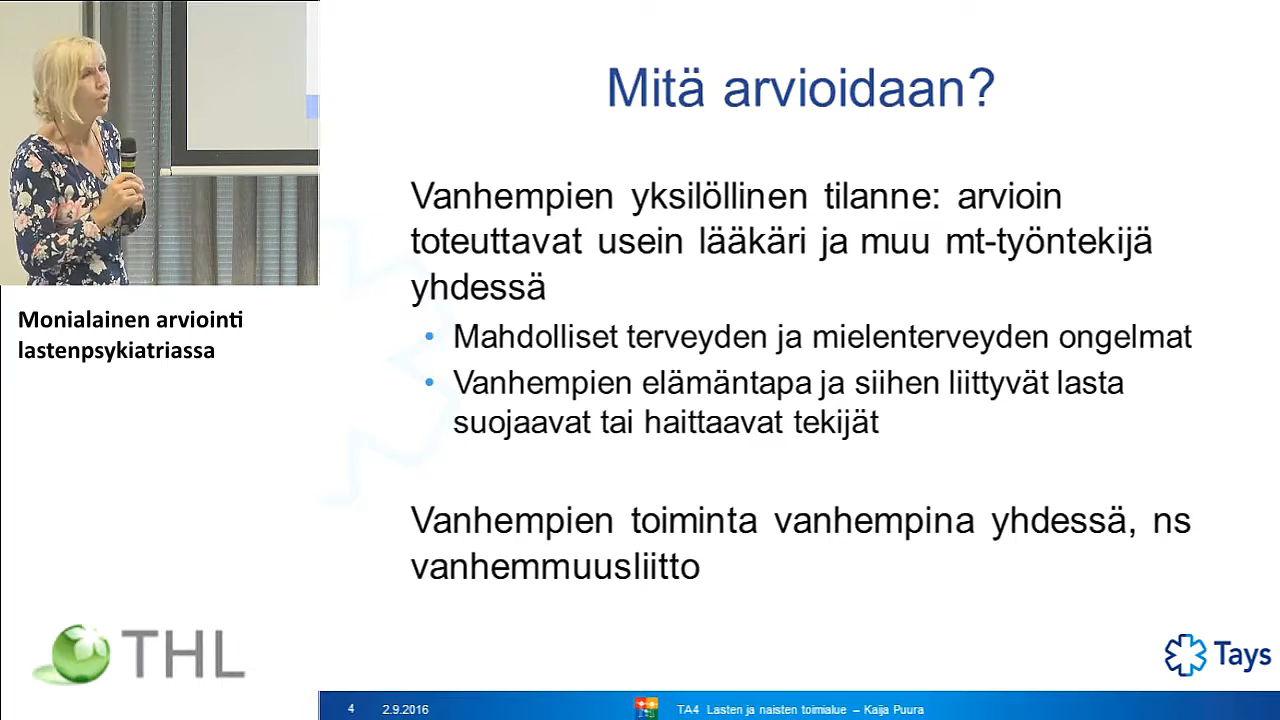 Mitä arvioidaan?
Vanhempien yksilöllinen tilanne: arvioin
toteuttavat usein lääkäri ja muu mt-työntekijä
yhdessä
• Mahdolliset terveyden ja mielenterveyden ongelmat
• Vanhempien elämäntapa ja siihen liittyvät lasta
suojaavat tai haittaavat tekijät
Vanhempien toiminta vanhempina yhdessä, ns
vanhemmuusliitto
Monialainen arviointi
lastenpsykiatriassa
THL
Tays
4 2.9.2016 TA4 Lasten ja naisten toimialue – Kaija Puura